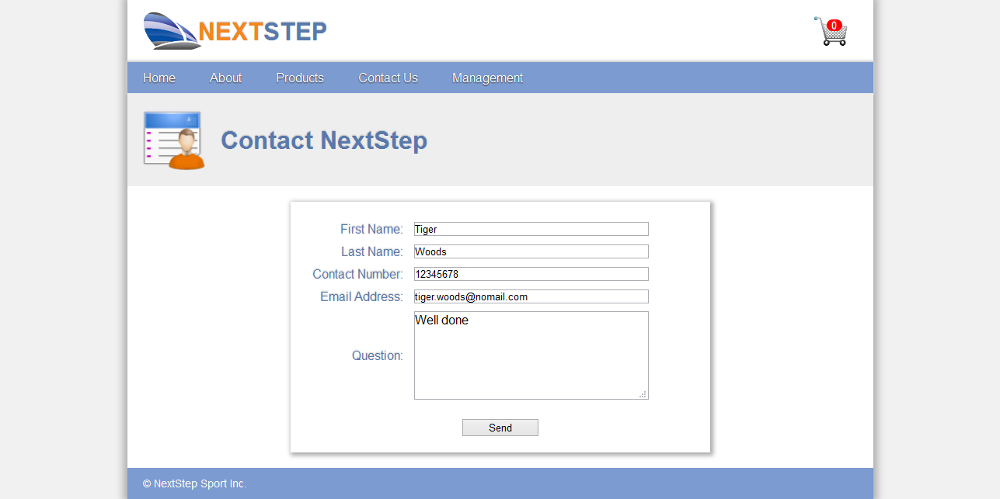 NEXTSTEP
0
Home About Products Contact Us Management
Contact NextStep
First Name: Tiger
Last Name: Woods
Contact Number: 12345678
Email Address: tiger.woods@nomail.com
Well done
Question:
Send
© NextStep Sport Inc.